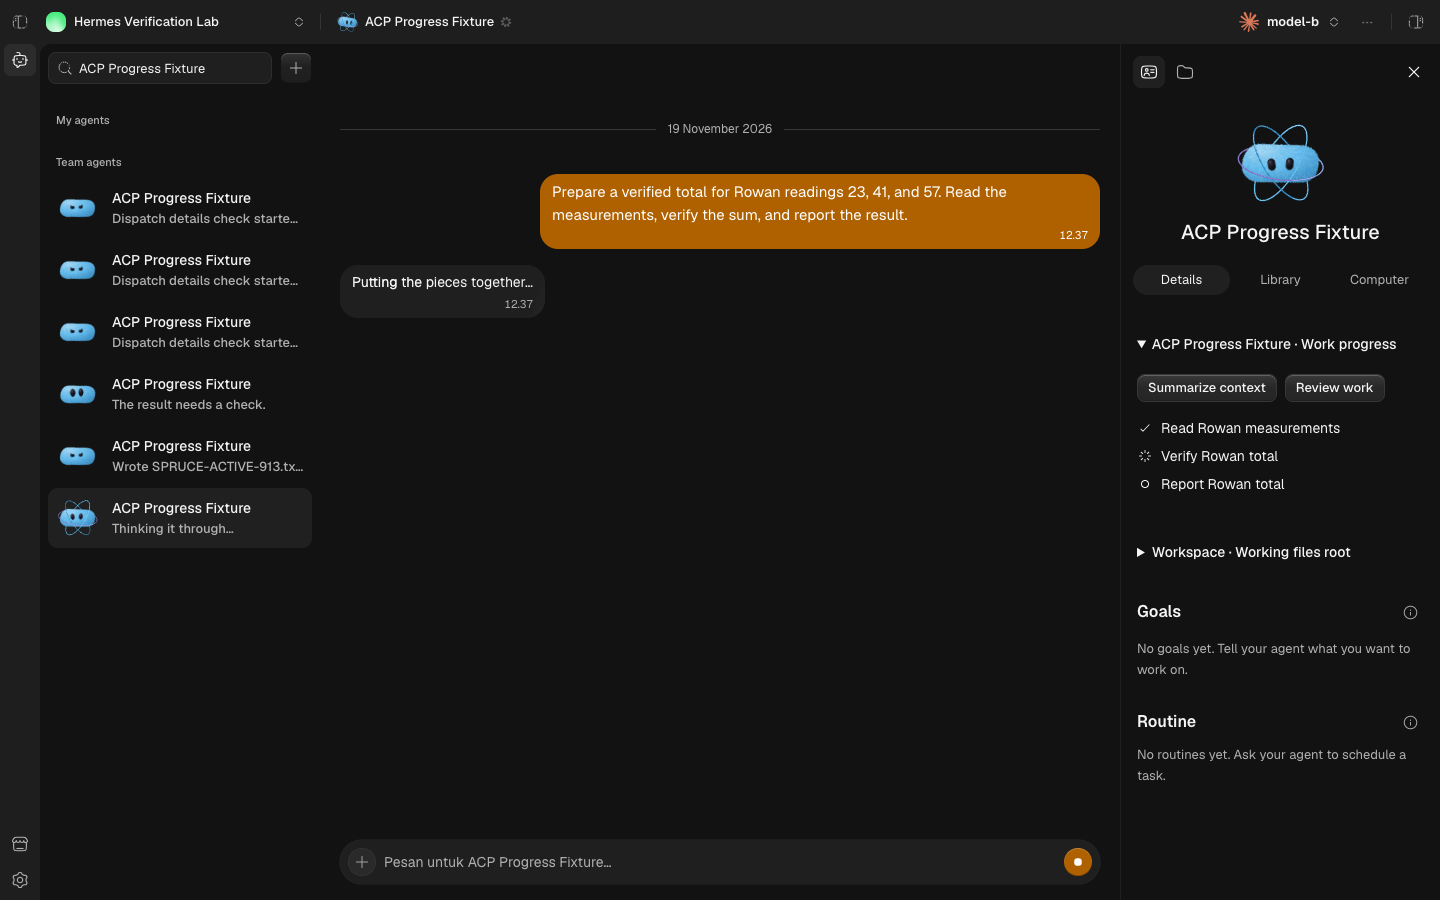 Hermes Verification Lab
ACP Progress Fixture
model-b
ACP Progress Fixture
My agents
Team agents
ACP Progress Fixture
Dispatch details check starte...
ACP Progress Fixture
Dispatch details check starte...
ACP Progress Fixture
Dispatch details check starte...
ACP Progress Fixture
The result needs a check.
ACP Progress Fixture
Wrote SPRUCE-ACTIVE-913.tx...
ACP Progress Fixture
Thinking it through...
19 November 2026
Prepare a verified total for Rowan readings 23, 41, and 57. Read the
measurements, verify the sum, and report the result.
12.37
Putting the pieces together...
12.37
Pesan untuk ACP Progress Fixture...
ACP Progress Fixture
Details
Library
Computer
ACP Progress Fixture · Work progress
Summarize context
Review work
Read Rowan measurements
Verify Rowan total
Report Rowan total
Workspace · Working files root
Goals
No goals yet. Tell your agent what you want to
work on.
Routine
No routines yet. Ask your agent to schedule a
task.